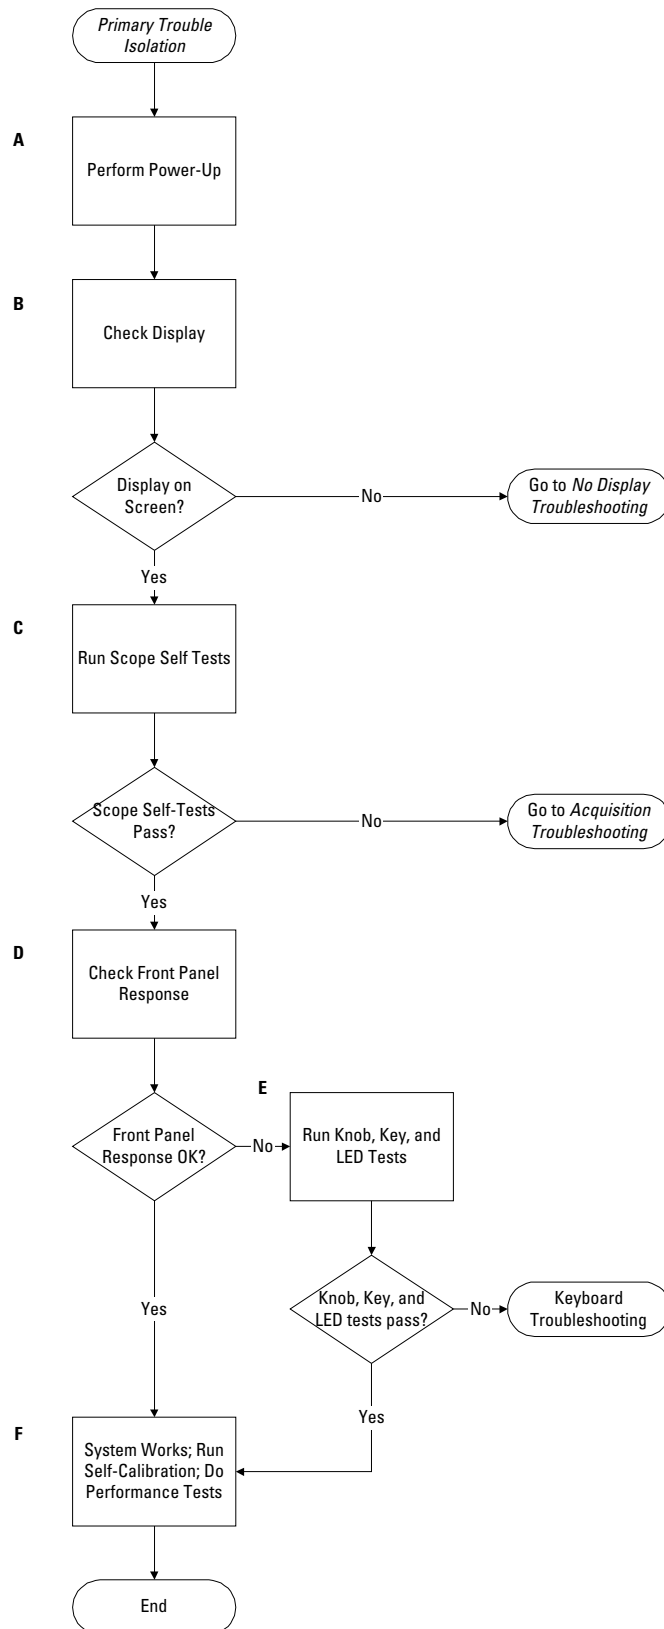 Primary Trouble
Isolation
A
Perform Power-Up
B
Check Display
Display on
Screen?
No
Go to No Display
Troubleshooting
Yes
C
Run Scope Self Tests
Scope Self-Tests
Pass?
No
Go to Acquisition
Troubleshooting
Yes
D
Check Front Panel
Response
E
Front Panel
Response OK?
No
Run Knob, Key, and
LED Tests
Yes
Knob, Key, and
LED tests pass?
No
Keyboard
Troubleshooting
Yes
F
System Works; Run
Self-Calibration; Do
Performance Tests
End